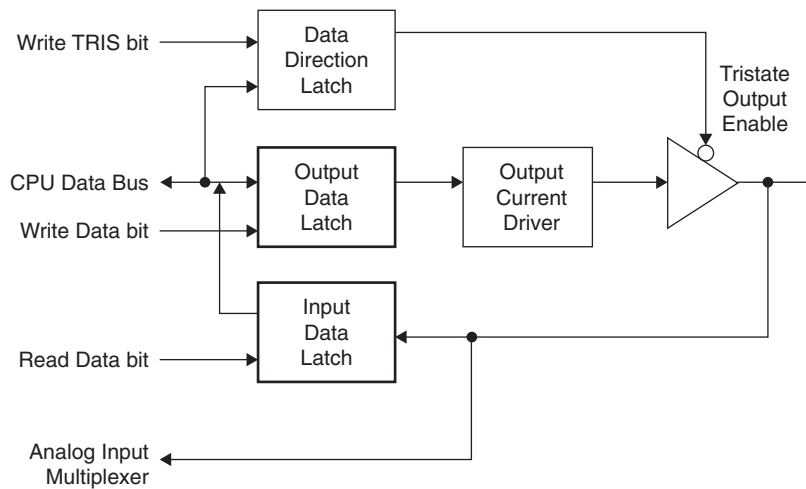 Write TRIS bit
Data
Direction
Latch
Tristate
Output
Enable
CPU Data Bus
Output
Data
Latch
Output
Current
Driver
Write Data bit
Input
Data
Latch
Read Data bit
Analog Input
Multiplexer